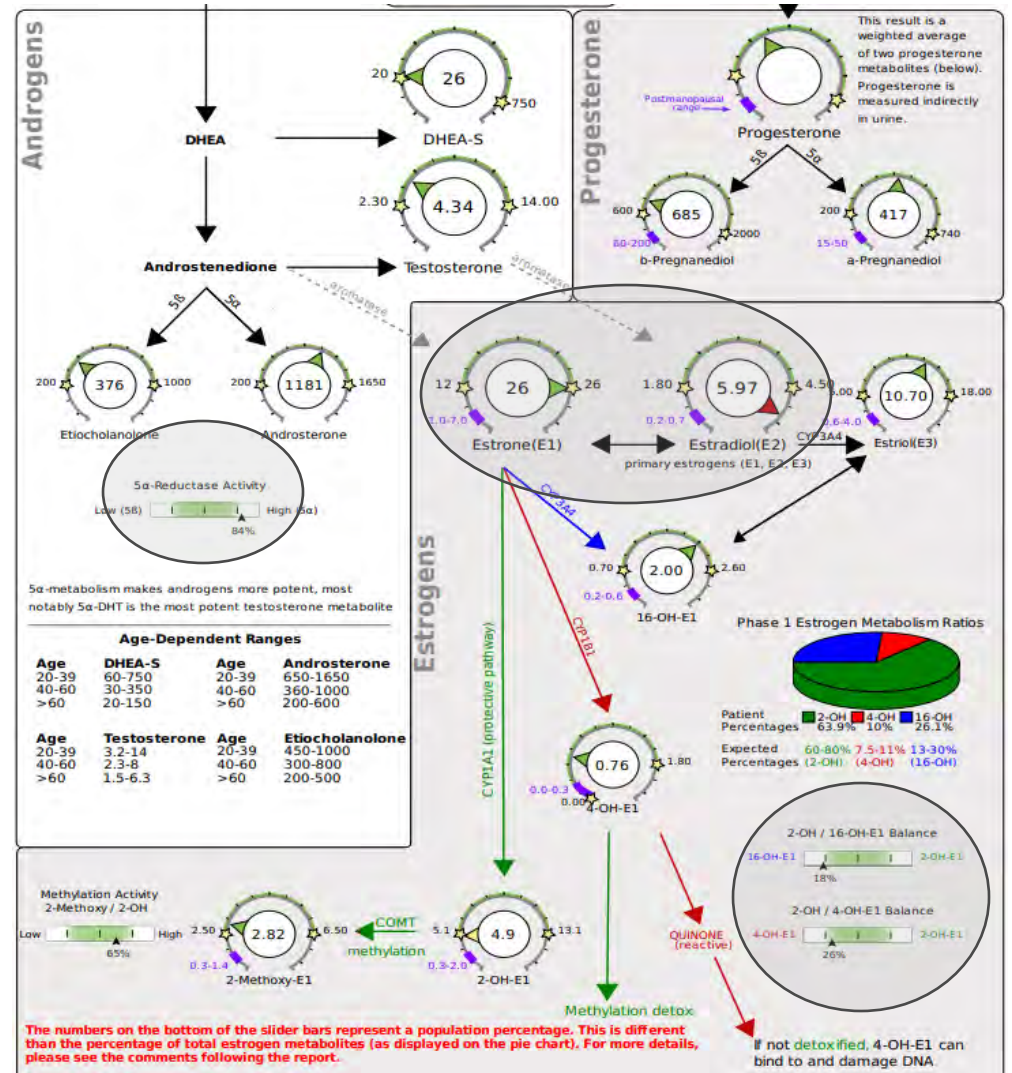 Androgens
20
26
750
DHEA-S
DHEA
2.30
4.34
14.00
Testosterone
Androstenedione
aromatase
aromatase
5ß
5α
200
376
1000
Etiocholanolone
200
1181
1650
Androsterone
5α-Reductase Activity
Low (5ß)
High (5α)
84%
5α-metabolism makes androgens more potent, most
notably 5α-DHT is the most potent testosterone metabolite
Age-Dependent Ranges
Age DHEA-S Age Androsterone
20-39 60-750 20-39 650-1650
40-60 30-350 40-60 360-1000
>60 20-150 >60 200-600
Age Testosterone Age Etiocholanolone
20-39 3.2-14 20-39 450-1000
40-60 2.3-8 40-60 300-800
>60 1.5-6.3 >60 200-500
Progesterone
This result is a
weighted average
of two progesterone
metabolites (below).
Progesterone is
measured indirectly
in urine.
Postmanopausal
range
Progesterone
5ß
5α
600
685
2000
60-200
b-Pregnanediol
200
417
740
15-50
a-Pregnanediol
Estrogens
12
26
26
1.0-7.0
Estrone(E1)
1.80
5.97
4.50
0.2-0.7
Estradiol(E2)
primary estrogens (E1, E2, E3)
CYP3A4
5.00
10.70
18.00
0.6-4.0
Estriol(E3)
CYP3A4
0.70
2.00
2.60
0.2-0.6
16-OH-E1
CYP1B1
CYP1A1 (protective pathway)
Phase 1 Estrogen Metabolism Ratios
Patient
Percentages
2-OH 4-OH 16-OH
63.9% 10% 26.1%
Expected
Percentages
60-80% 7.5-11% 13-30%
(2-OH) (4-OH) (16-OH)
0.76
1.80
0.0-0.3
0.00
4-OH-E1
2-OH / 16-OH-E1 Balance
16-OH-E1
2-OH-E1
18%
2-OH / 4-OH-E1 Balance
4-OH-E1
2-OH-E1
26%
Methylation Activity
2-Methoxy / 2-OH
Low
High
65%
2.50
2.82
6.50
0.3-1.4
2-Methoxy-E1
COMT
methylation
5.1
4.9
13.1
0.3-2.0
2-OH-E1
QUINONE
(reactive)
Methylation detox
If not detoxified, 4-OH-E1 can
bind to and damage DNA
The numbers on the bottom of the slider bars represent a population percentage. This is different
than the percentage of total estrogen metabolites (as displayed on the pie chart). For more details,
please see the comments following the report.